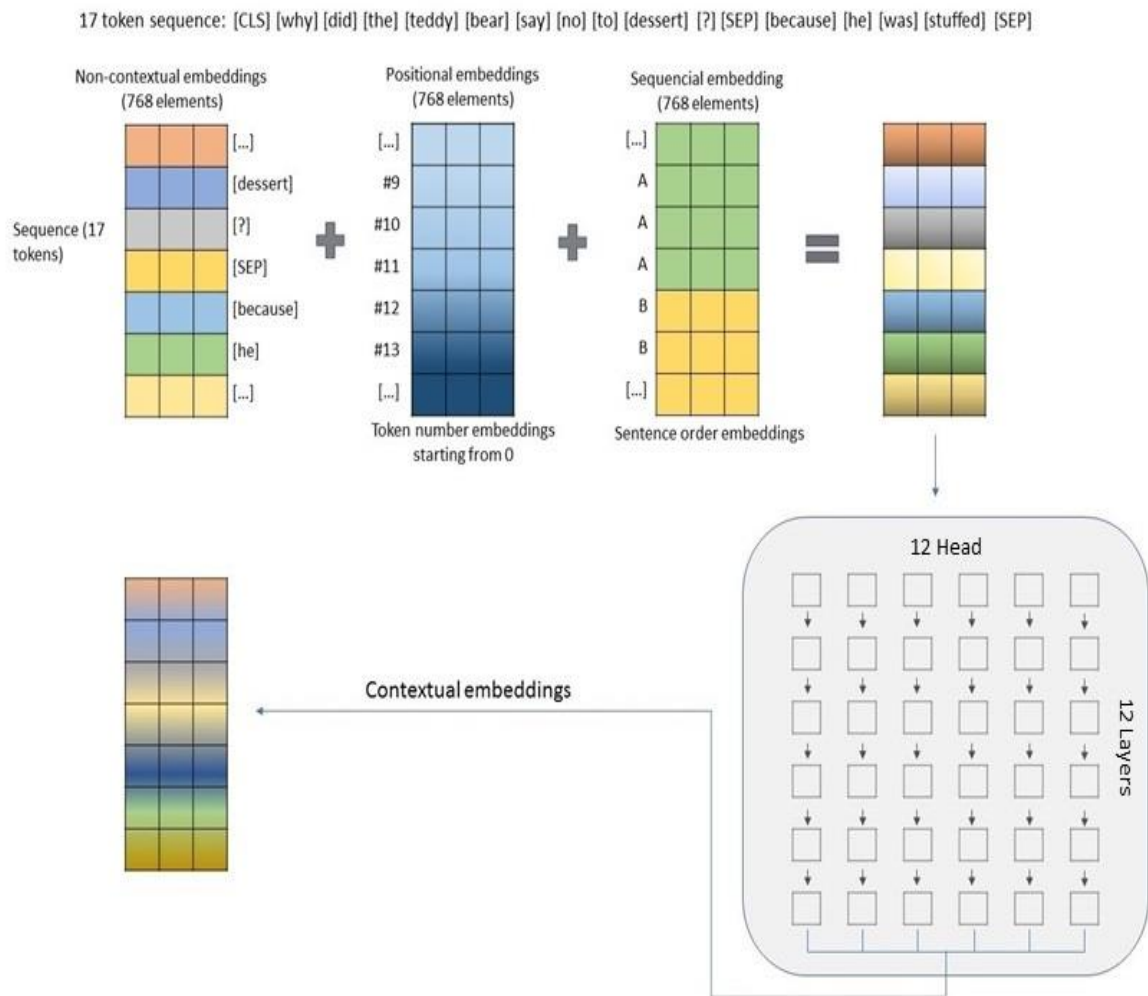 17 token sequence: [CLS] [why] [did] [the] [teddy] [bear] [say] [no] [to] [dessert] [?] [SEP] [because] [he] [was] [stuffed] [SEP]
Non-contextual embeddings
(768 elements)
Positional embeddings
(768 elements)
Sequencial embedding
(768 elements)
Sequence (17
tokens)
[...]
[dessert]
[?]
[SEP]
[because]
[he]
[...]
[...]
#9
#10
#11
#12
#13
[...]
Token number embeddings
starting from 0
[...]
A
A
A
B
B
[...]
Sentence order embeddings
12 Head
12 Layers
Contextual embeddings